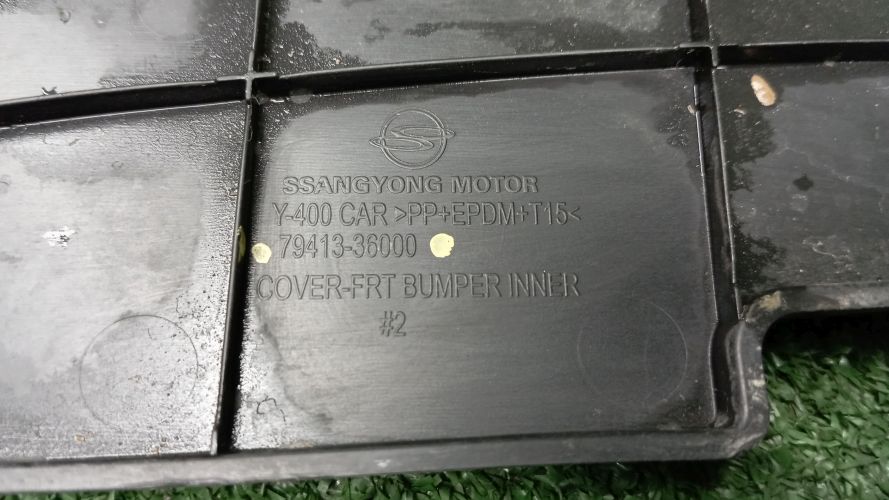 SSANGYONG MOTOR
Y-400 CAR >PP+EPDM+T15<
79413-36000
COVER-FRT BUMPER INNER
#2